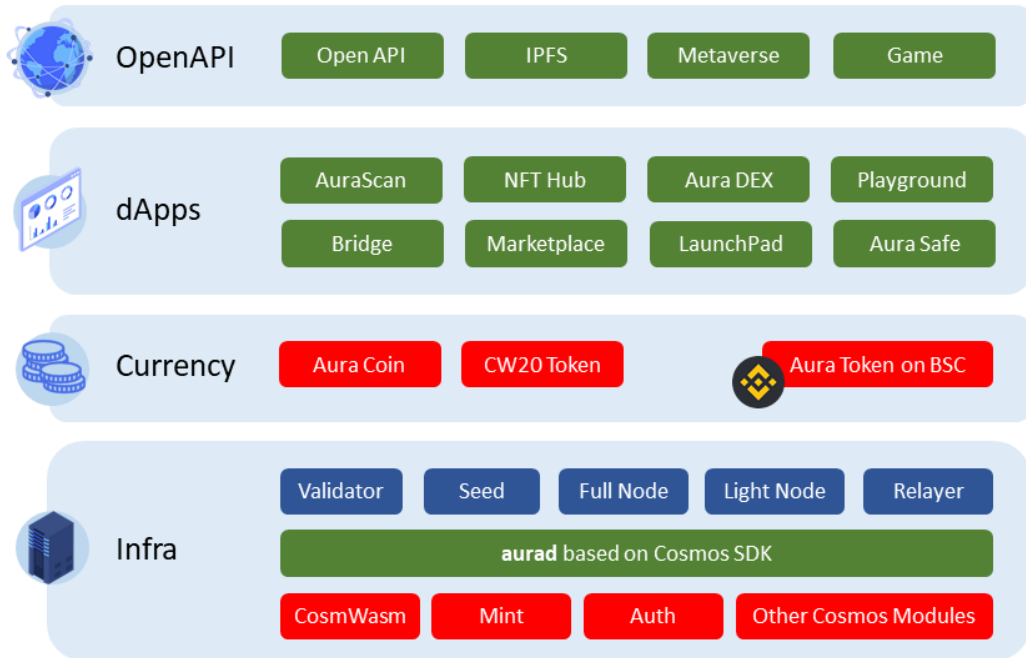 OpenAPI
Open API
IPFS
Metaverse
Game
dApps
AuraScan
NFT Hub
Aura DEX
Playground
Bridge
Marketplace
LaunchPad
Aura Safe
Currency
Aura Coin
CW20 Token
Aura Token on BSC
Infra
Validator
Seed
Full Node
Light Node
Relayer
aurad based on Cosmos SDK
CosmWasm
Mint
Auth
Other Cosmos Modules